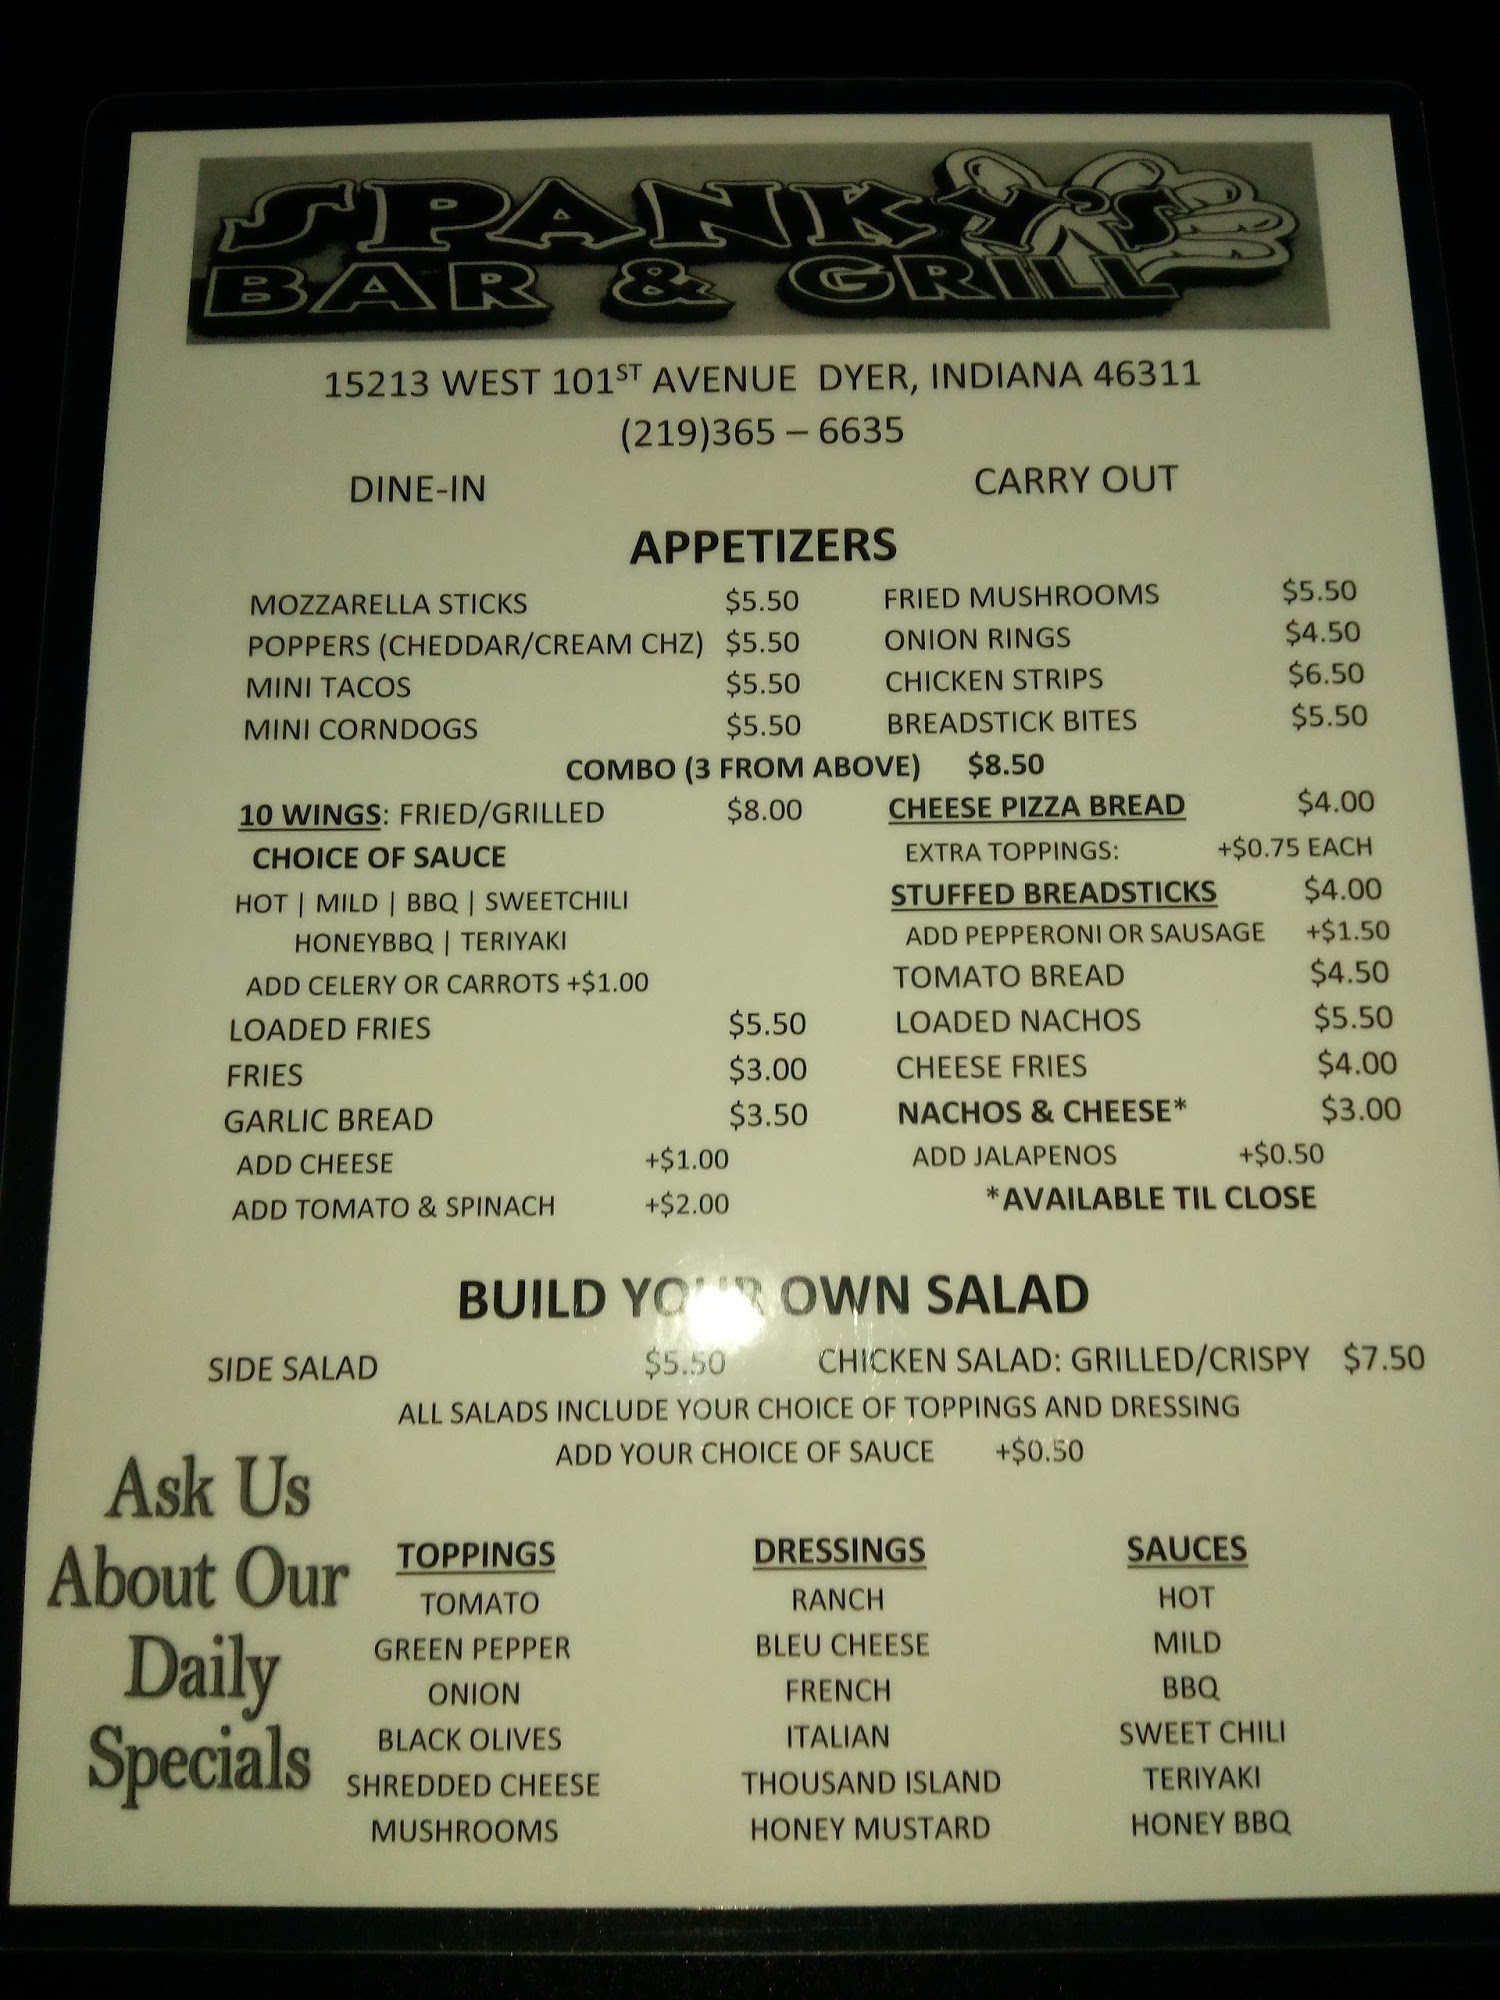 SPANKY'S
BAR & GRILL
15213 WEST 101ST AVENUE DYER, INDIANA 46311
(219)365 – 6635
DINE-IN CARRY OUT
APPETIZERS
MOZZARELLA STICKS $5.50 FRIED MUSHROOMS $5.50
POPPERS (CHEDDAR/CREAM CHZ) $5.50 ONION RINGS $4.50
MINI TACOS $5.50 CHICKEN STRIPS $6.50
MINI CORNDOGS $5.50 BREADSTICK BITES $5.50
COMBO (3 FROM ABOVE) $8.50
10 WINGS: FRIED/GRILLED $8.00 CHEESE PIZZA BREAD $4.00
CHOICE OF SAUCE EXTRA TOPPINGS: +$0.75 EACH
HOT | MILD | BBQ | SWEETCHILI STUFFED BREADSTICKS $4.00
HONEYBBQ | TERIYAKI ADD PEPPERONI OR SAUSAGE +$1.50
ADD CELERY OR CARROTS +$1.00 TOMATO BREAD $4.50
LOADED FRIES $5.50 LOADED NACHOS $5.50
FRIES $3.00 CHEESE FRIES $4.00
GARLIC BREAD $3.50 NACHOS & CHEESE* $3.00
ADD CHEESE +$1.00 ADD JALAPENOS +$0.50
ADD TOMATO & SPINACH +$2.00 *AVAILABLE TIL CLOSE
BUILD YOUR OWN SALAD
SIDE SALAD $5.50 CHICKEN SALAD: GRILLED/CRISPY $7.50
ALL SALADS INCLUDE YOUR CHOICE OF TOPPINGS AND DRESSING
ADD YOUR CHOICE OF SAUCE +$0.50
Ask Us
About Our
Daily
Specials
TOPPINGS DRESSINGS SAUCES
TOMATO RANCH HOT
GREEN PEPPER BLEU CHEESE MILD
ONION FRENCH BBQ
BLACK OLIVES ITALIAN SWEET CHILI
SHREDDED CHEESE THOUSAND ISLAND TERIYAKI
MUSHROOMS HONEY MUSTARD HONEY BBQ